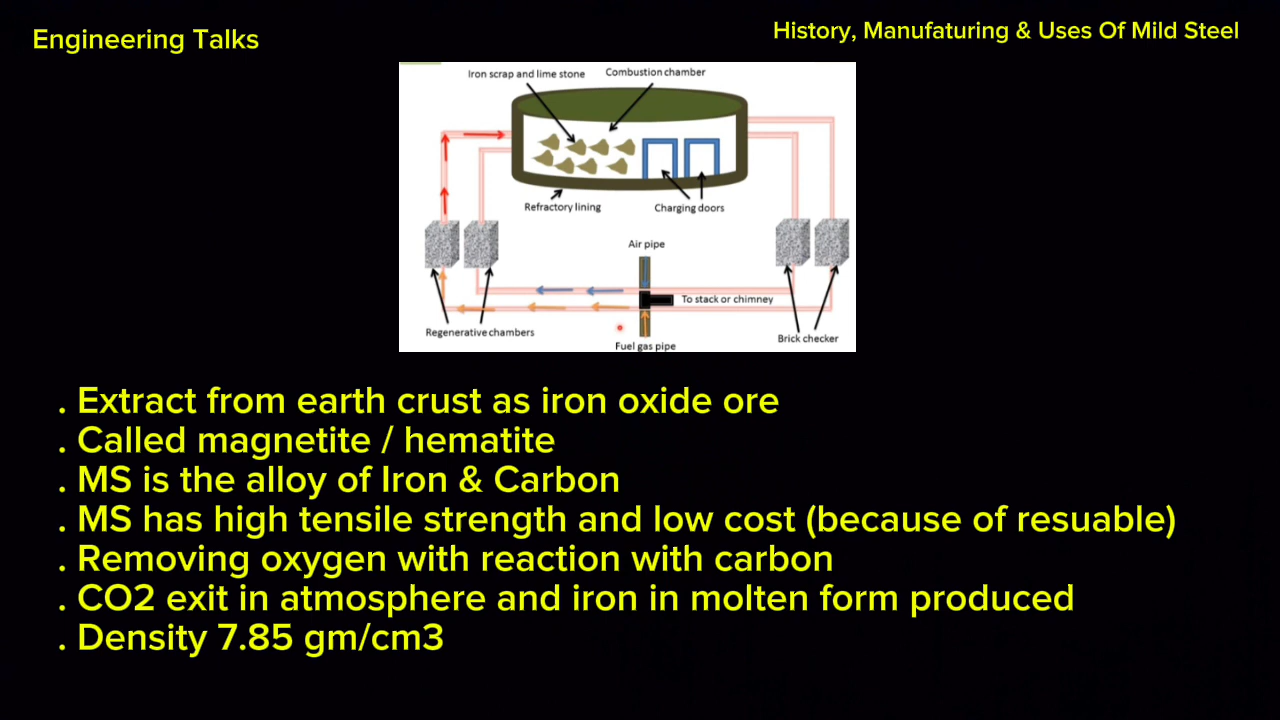 Engineering Talks
History, Manufaturing & Uses Of Mild Steel
Iron scrap and lime stone
Combustion chamber
Refractory lining
Charging doors
Air pipe
To stack or chimney
Regenerative chambers
Brick checker
Fuel gas pipe
. Extract from earth crust as iron oxide ore
. Called magnetite / hematite
. MS is the alloy of Iron & Carbon
. MS has high tensile strength and low cost (because of resuable)
. Removing oxygen with reaction with carbon
. CO2 exit in atmosphere and iron in molten form produced
. Density 7.85 gm/cm3